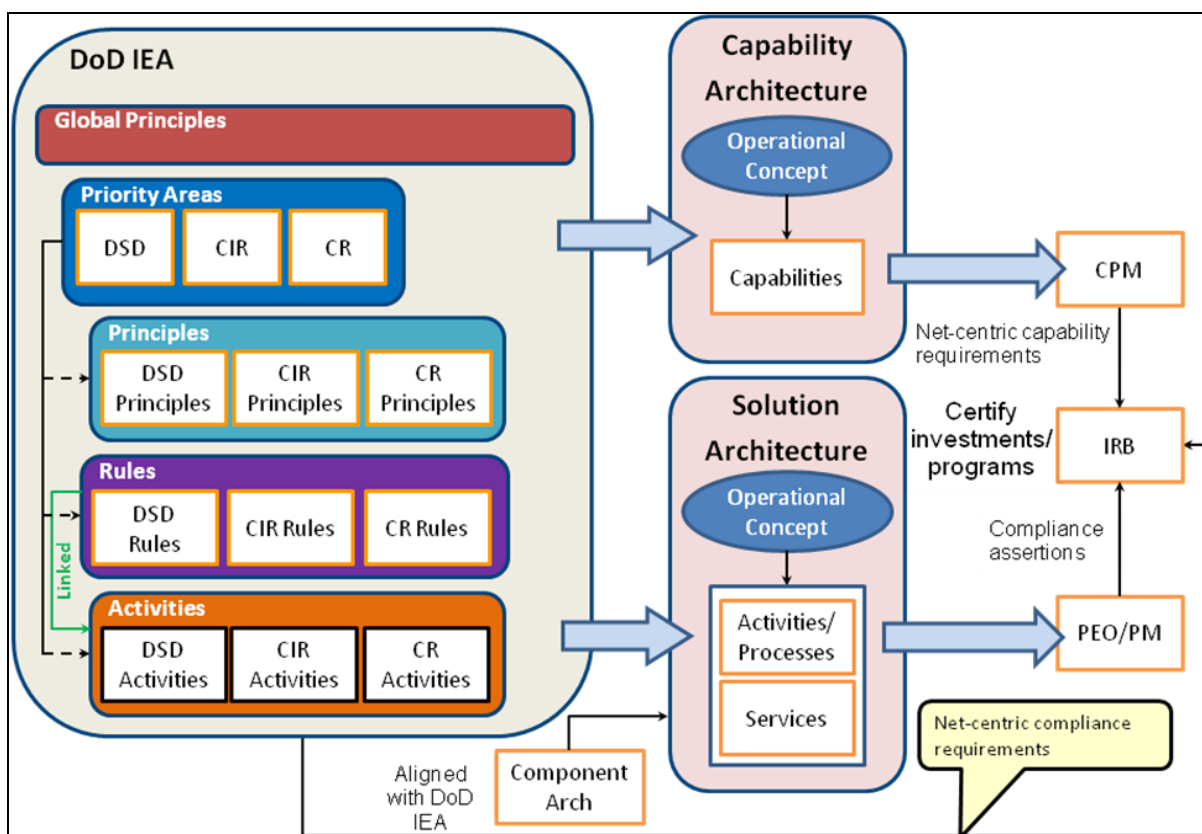 DoD IEA
Global Principles
Priority Areas
DSD
CIR
CR
Principles
DSD
Principles
CIR
Principles
CR
Principles
Rules
DSD
Rules
CIR Rules
CR Rules
Linked
Activities
DSD
Activities
CIR
Activities
CR
Activities
Capability
Architecture
Operational
Concept
Capabilities
CPM
Net-centric capability
requirements
Solution
Architecture
Operational
Concept
Activities/
Processes
Services
Certify
investments/
programs
IRB
Compliance
assertions
PEO/PM
Net-centric compliance
requirements
Aligned
with DoD
IEA
Component
Arch